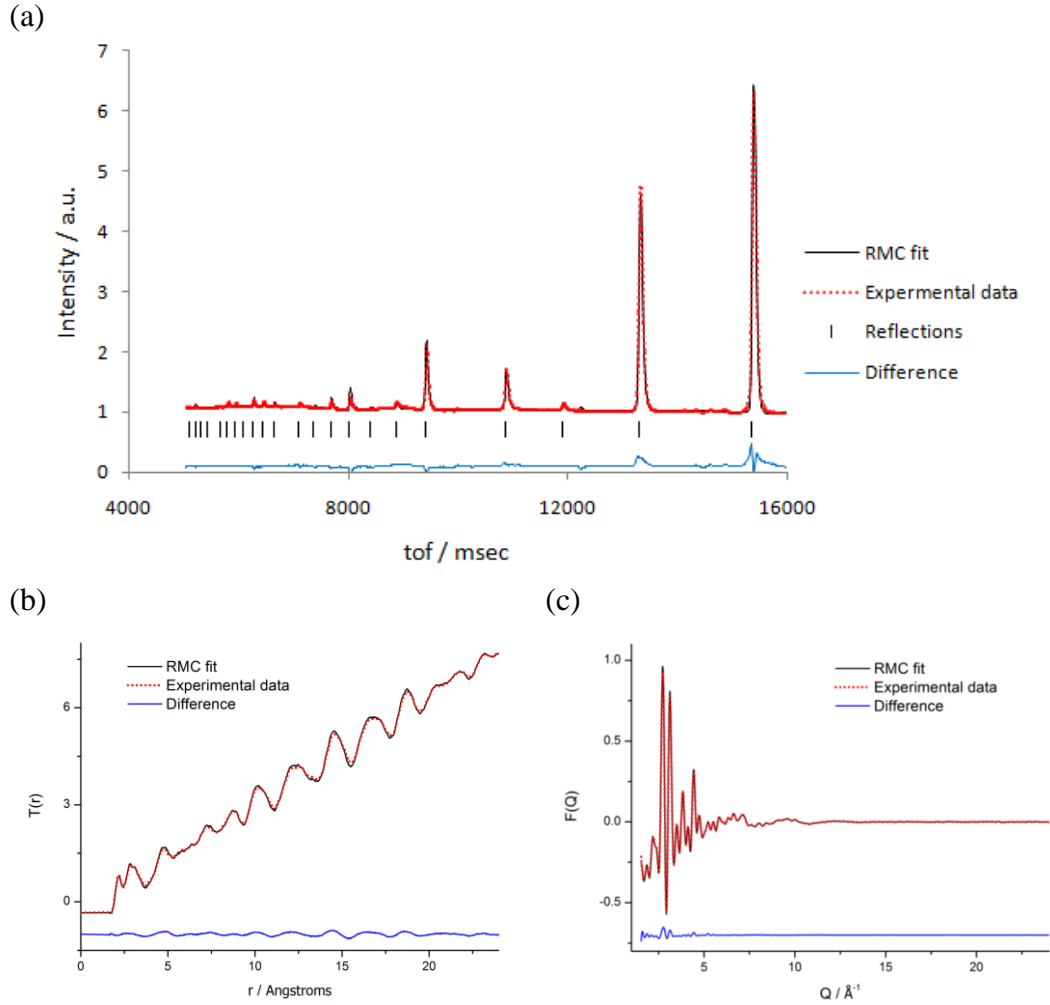 (a)
7
6
5
4
3
2
1
0
Intensity / a.u.
4000 8000 12000 16000
tof / msec
RMC fit
Expermental data
Reflections
Difference
(b)
RMC fit
Experimental data
Difference
6
3
0
T(r)
0 5 10 15 20
r / Angstroms
(c)
RMC fit
Experimental data
Difference
1.0
0.5
0.0
-0.5
F(Q)
5 10 15 20
Q / Å-1